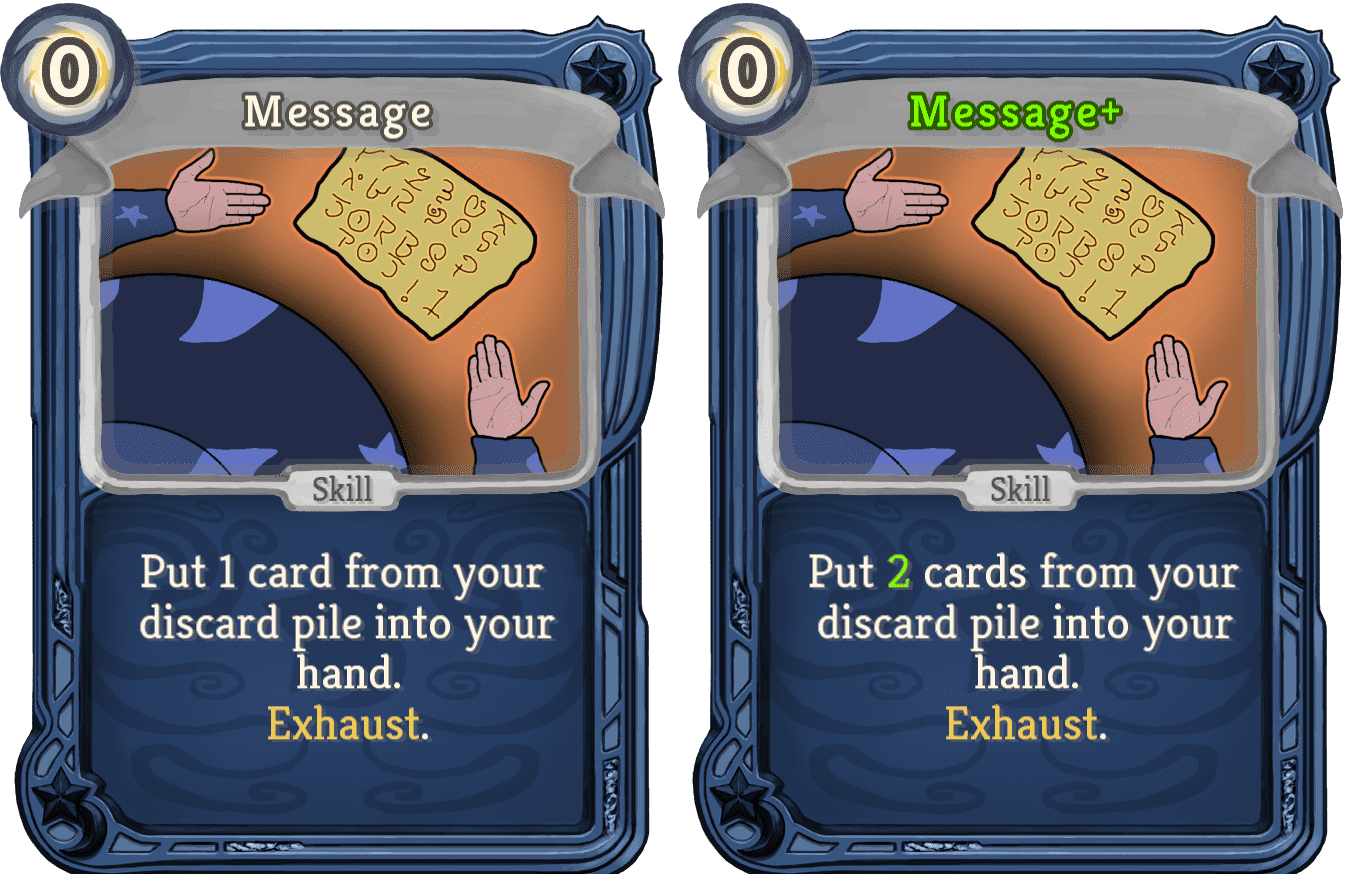 0
Message
Skill
Put 1 card from your
discard pile into your
hand.
Exhaust.
0
Message+
Skill
Put 2 cards from your
discard pile into your
hand.
Exhaust.